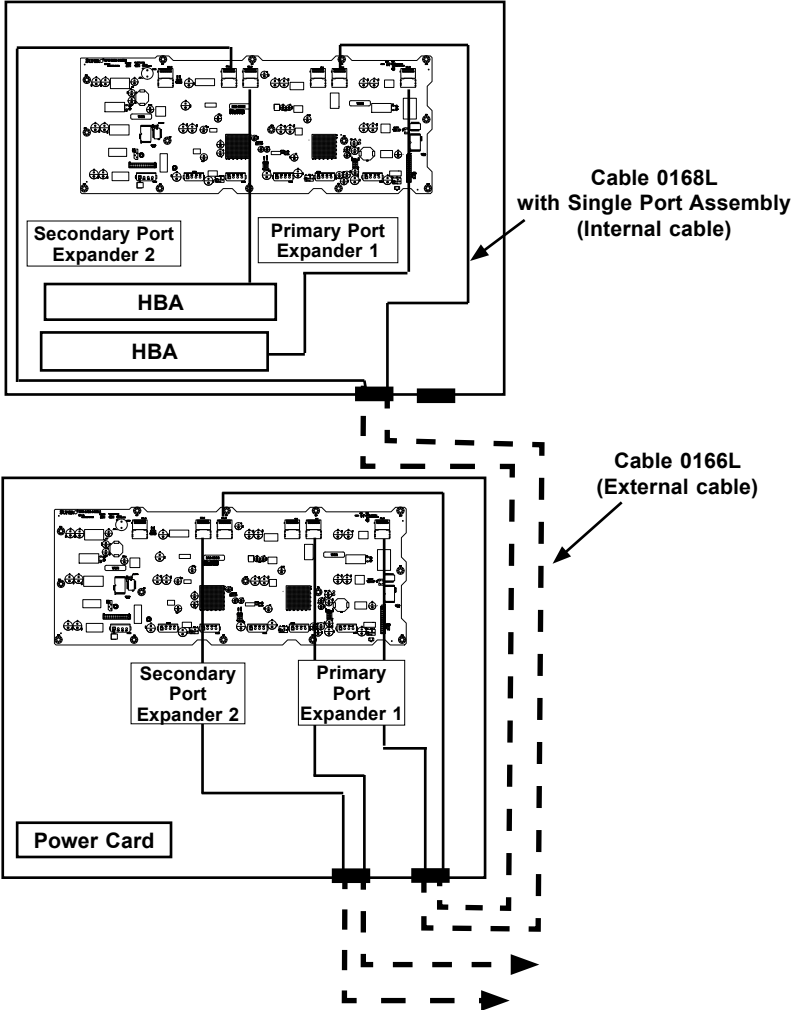 Cable 0168L
with Single Port Assembly
(Internal cable)
Secondary Port
Expander 2
Primary Port
Expander 1
HBA
HBA
Cable 0166L
(External cable)
Secondary
Port
Expander 2
Primary
Port
Expander 1
Power Card